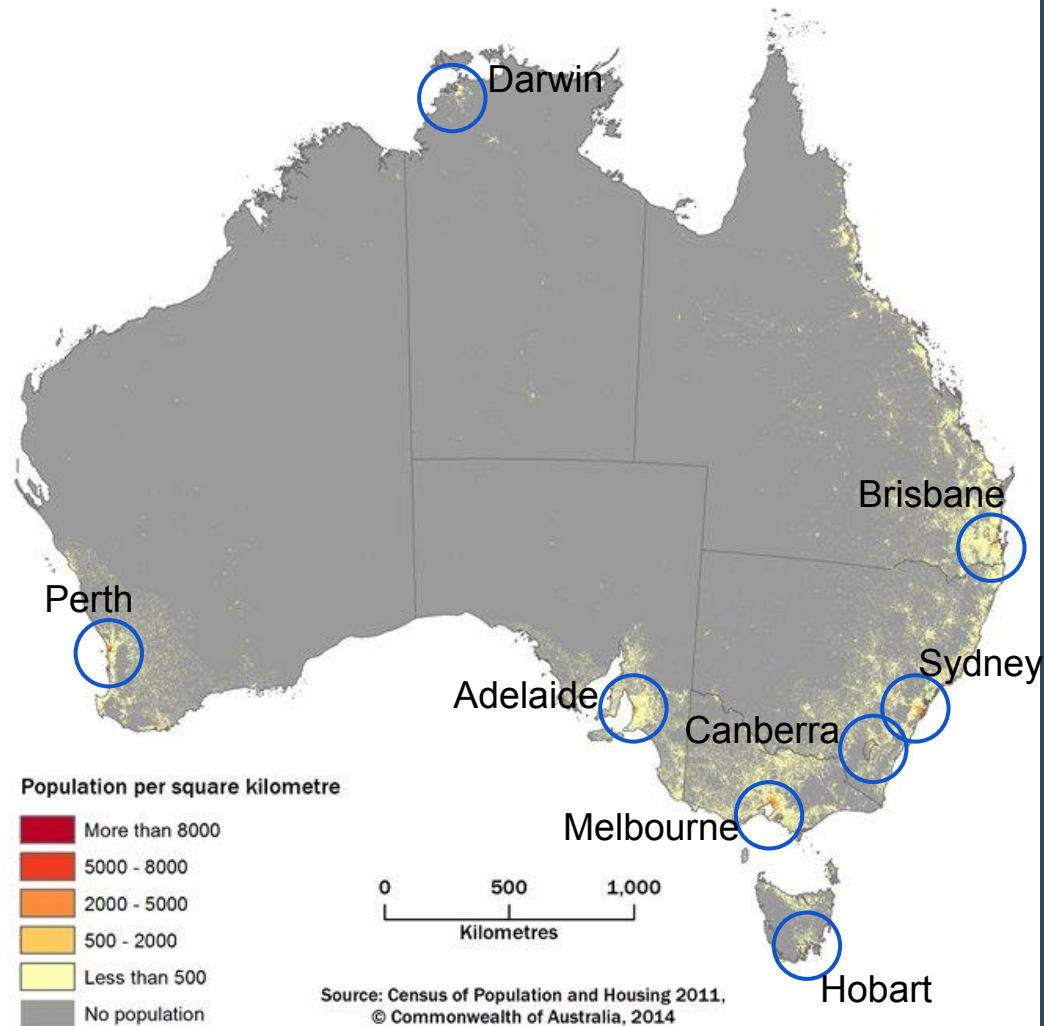 Darwin
Brisbane
Perth
Sydney
Adelaide
Canberra
Melbourne
Hobart
Population per square kilometre
More than 8000
5000 - 8000
2000 - 5000
500 - 2000
Less than 500
No population
0 500 1,000
Kilometres
Source: Census of Population and Housing 2011,
© Commonwealth of Australia, 2014